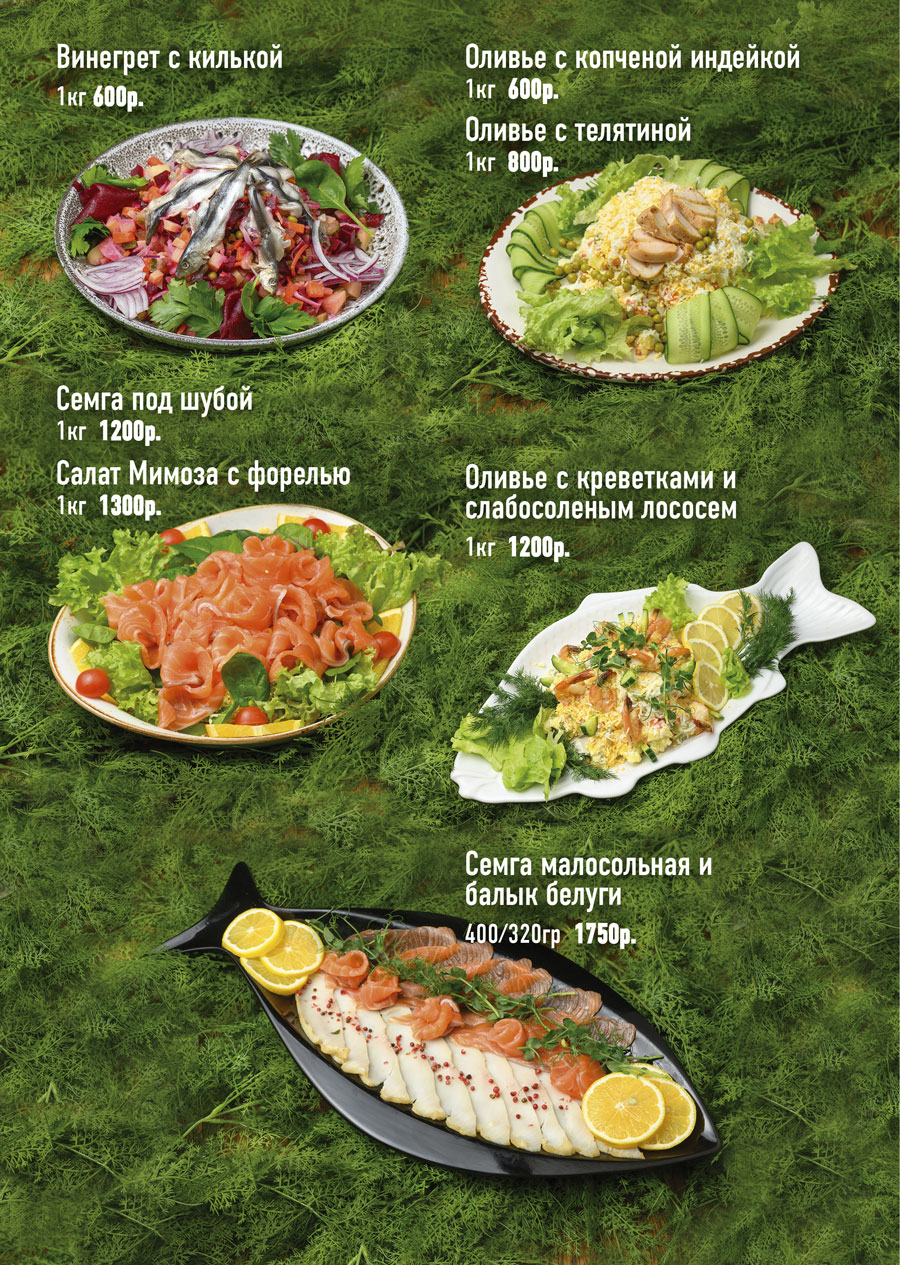 Винегрет с килькой
1кг 600р.
Оливье с копченой индейкой
1кг 600р.
Оливье с телятиной
1кг 800р.
Семга под шубой
1кг 1200р.
Салат Мимоза с форелью
1кг 1300р.
Оливье с креветками и
слабосоленым лососем
1кг 1200р.
Семга малосольная и
балык белуги
400/320гр 1750р.